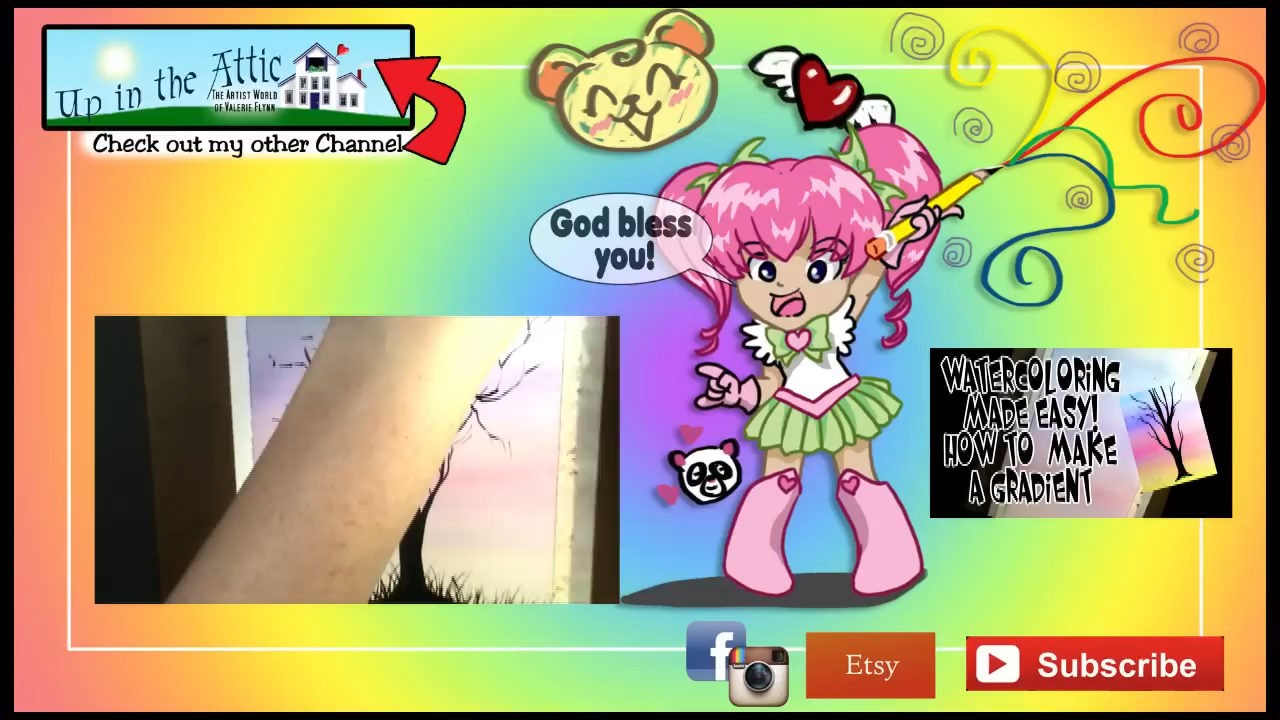 Up in the Attic
THE ARTIST WORLD
OF VALERIE FLYNN
Check out my other Channel
God bless
you!
WATERCOLORING
MADE EASY!
HOW TO MAKE
A GRADIENT
f
Etsy
Subscribe